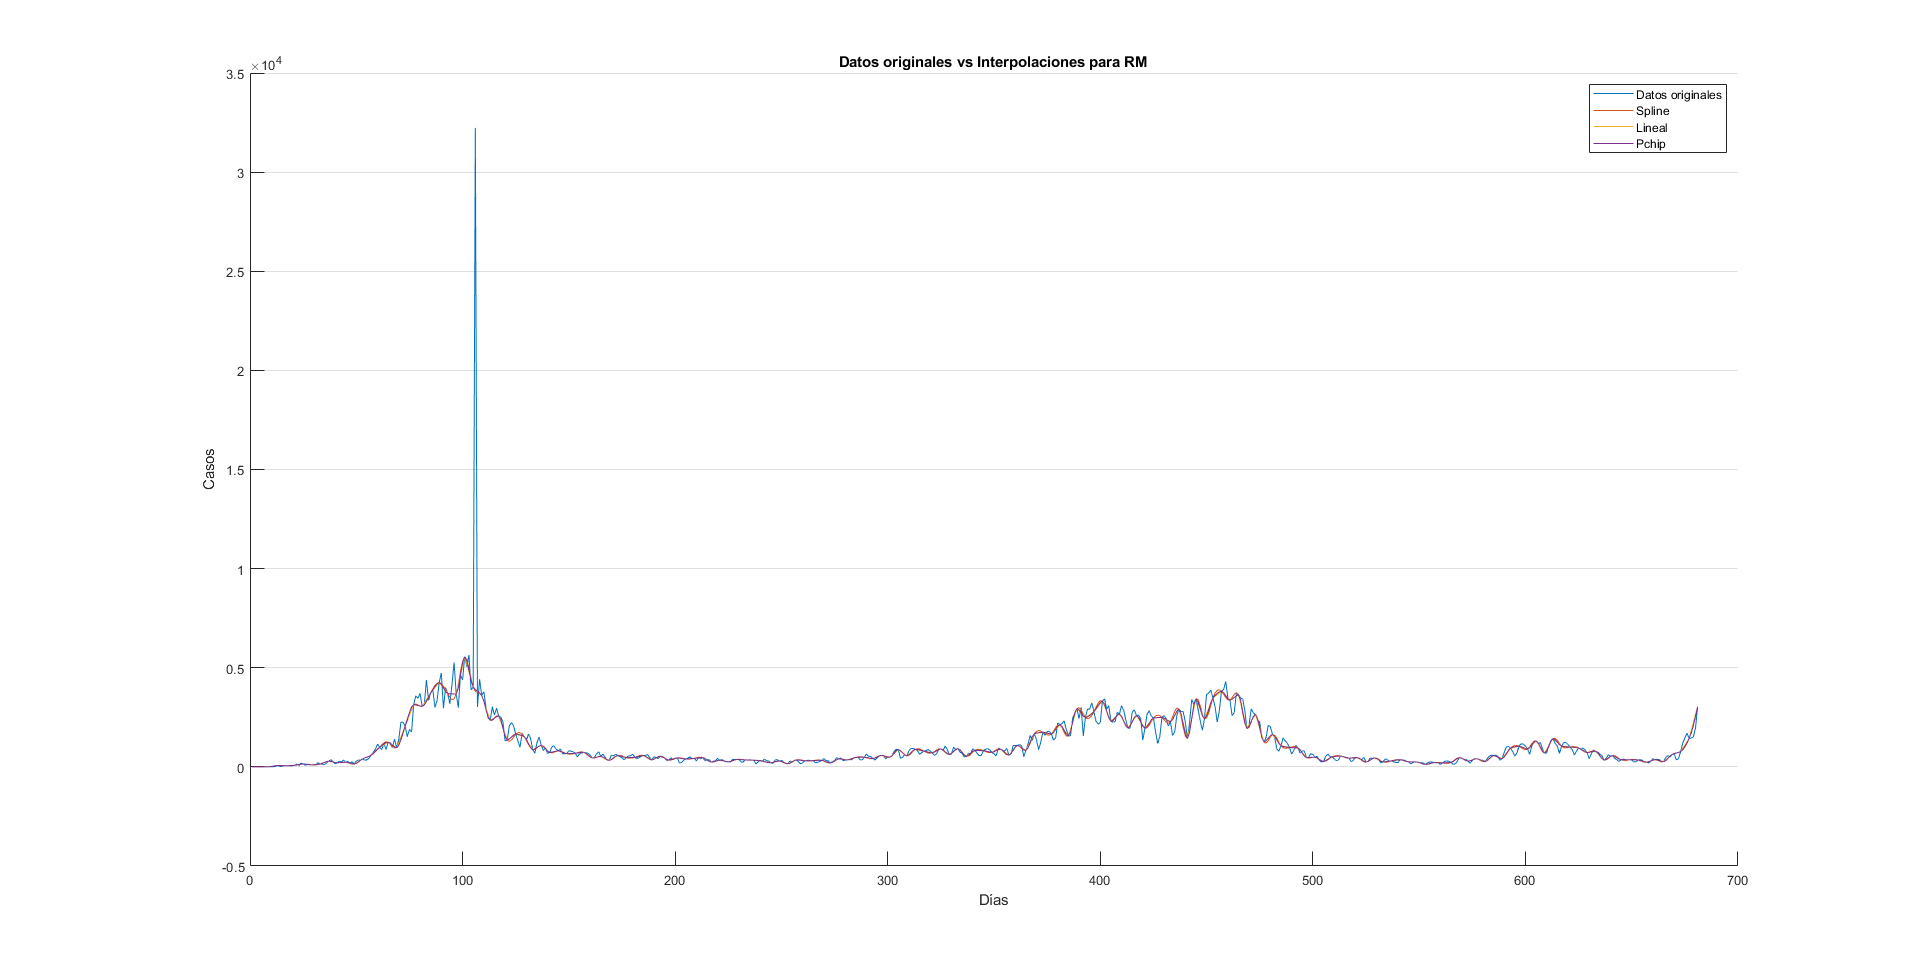 Datos originales vs Interpolaciones para RM
×10⁴
3.5
3
2.5
2
1.5
1
0.5
0
-0.5
Casos
0 100 200 300 400 500 600 700
Días
Datos originales
Spline
Lineal
Pchip